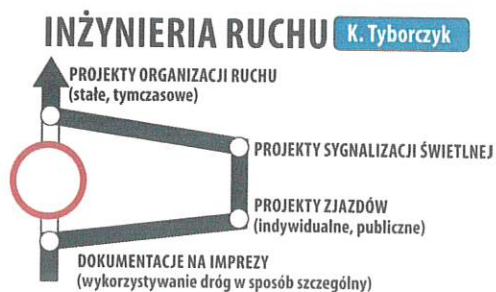 INŻYNIERIA RUCHU K. Tyborczyk
PROJEKTY ORGANIZACJI RUCHU
(stałe, tymczasowe)
PROJEKTY SYGNALIZACJI ŚWIETLNEJ
PROJEKTY ZJAZDÓW
(indywidualne, publiczne)
DOKUMENTACJE NA IMPREZY
(wykorzystywanie dróg w sposób szczególny)